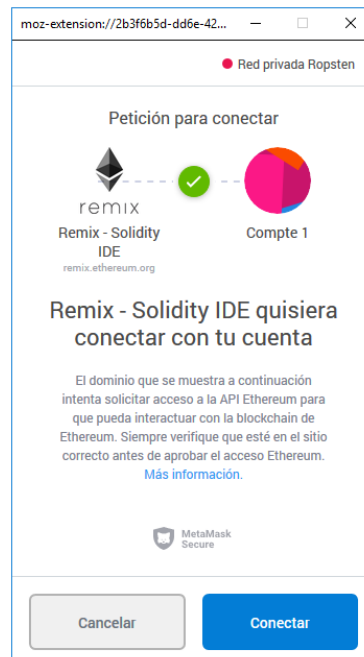 moz-extension://2b3f6b5d-dd6e-42...
Red privada Ropsten
Petición para conectar
remix
Remix - Solidity
IDE
remix.ethereum.org
Compte 1
Remix - Solidity IDE quisiera
conectar con tu cuenta
El dominio que se muestra a continuación
intenta solicitar acceso a la API Ethereum para
que pueda interactuar con la blockchain de
Ethereum. Siempre verifique que esté en el sitio
correcto antes de aprobar el acceso Ethereum.
Más información.
MetaMask
Secure
Cancelar
Conectar